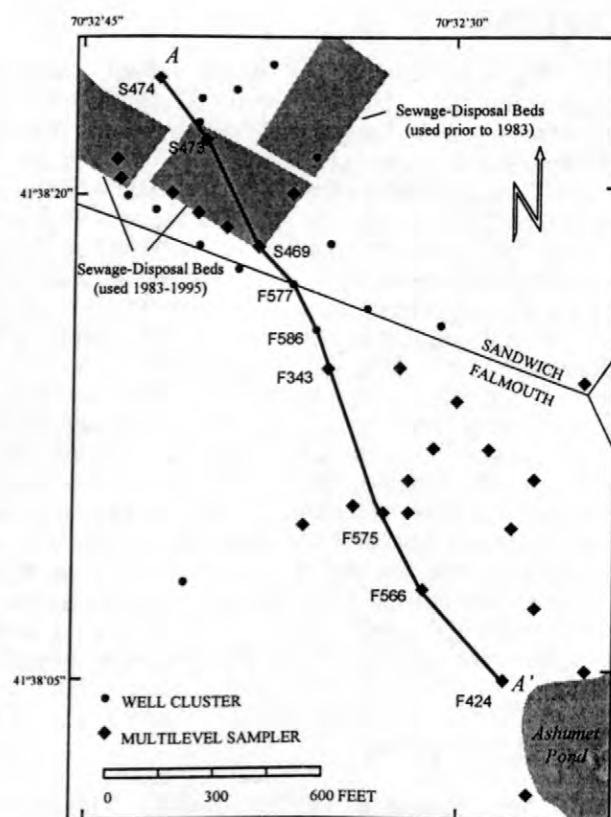 70°32'45"
70°32'30"
A
S474
Sewage-Disposal Beds
(used prior to 1983)
S473
41°38'20"
N
S469
Sewage-Disposal Beds
(used 1983-1995)
F577
F586
SANDWICH
FALMOUTH
F343
F575
F566
41°38'05"
F424
A'
WELL CLUSTER
MULTILEVEL SAMPLER
Ashumet
Pond
0 300 600 FEET